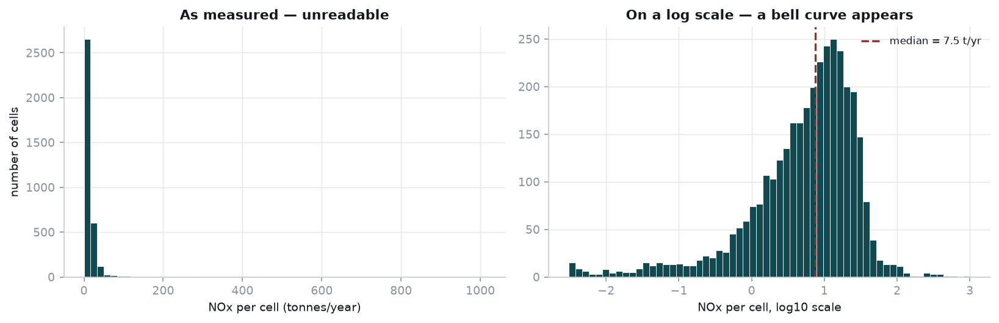 As measured — unreadable
number of cells
2500
2000
1500
1000
500
0
0 200 400 600 800 1000
NOx per cell (tonnes/year)
On a log scale — a bell curve appears
median = 7.5 t/yr
250
200
150
100
50
0
−2 −1 0 1 2 3
NOx per cell, log10 scale